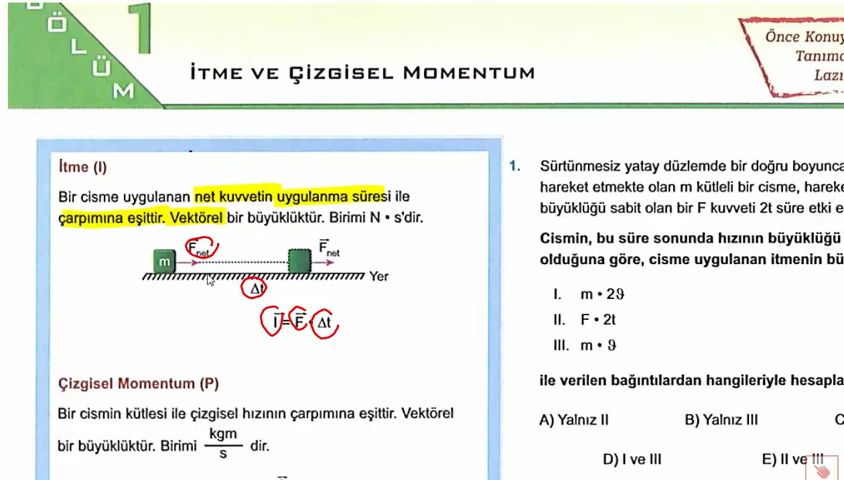 BÖLÜM
1
İTME VE ÇİZGİSEL MOMENTUM
Önce Konuy
Tanıma
Lazı
İtme (I)
Bir cisme uygulanan net kuvvetin uygulanma süresi ile
çarpımına eşittir. Vektörel bir büyüklüktür. Birimi N • s'dir.
m
F⃗net
F⃗net
Yer
Δt
I⃗ = F⃗ · Δt
Çizgisel Momentum (P)
Bir cismin kütlesi ile çizgisel hızının çarpımına eşittir. Vektörel
bir büyüklüktür. Birimi kgm/s dir.
1. Sürtünmesiz yatay düzlemde bir doğru boyunca
hareket etmekte olan m kütleli bir cisme, hareke
büyüklüğü sabit olan bir F kuvveti 2t süre etki e
Cismin, bu süre sonunda hızının büyüklüğü
olduğuna göre, cisme uygulanan itmenin bü
I. m • 2ϑ
II. F • 2t
III. m • ϑ
ile verilen bağıntılardan hangileriyle hesapla
A) Yalnız II B) Yalnız III C
D) I ve III E) II ve III